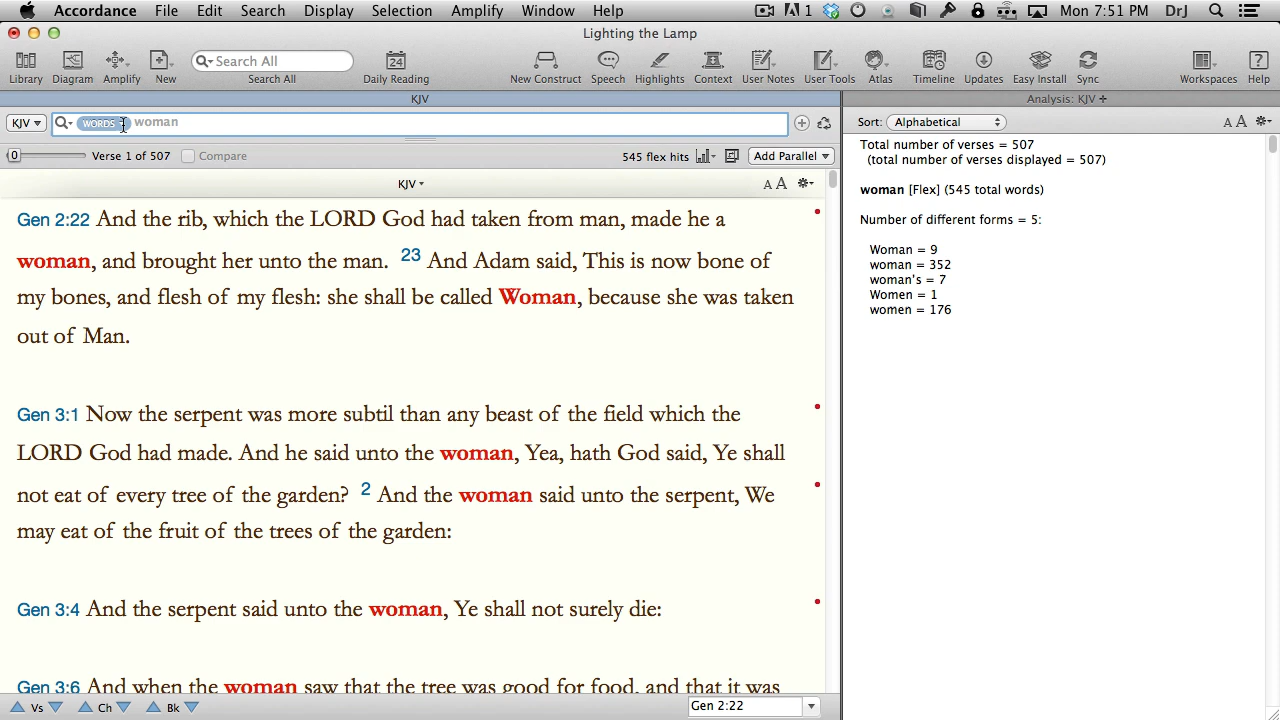 Accordance File Edit Search Display Selection Amplify Window Help 1 Mon 7:51 PM DrJ
Lighting the Lamp
Search All
24
Library Diagram Amplify New Search All Daily Reading New Construct Speech Highlights Context User Notes User Tools Atlas Timeline Updates Easy Install Sync Workspaces Help
KJV
Analysis: KJV
KJV WORDS woman
Sort: Alphabetical A A
0 Verse 1 of 507 Compare 545 flex hits Add Parallel
KJV A A
Gen 2:22 And the rib, which the LORD God had taken from man, made he a
woman, and brought her unto the man. 23 And Adam said, This is now bone of
my bones, and flesh of my flesh: she shall be called Woman, because she was taken
out of Man.
Gen 3:1 Now the serpent was more subtil than any beast of the field which the
LORD God had made. And he said unto the woman, Yea, hath God said, Ye shall
not eat of every tree of the garden? 2 And the woman said unto the serpent, We
may eat of the fruit of the trees of the garden:
Gen 3:4 And the serpent said unto the woman, Ye shall not surely die:
Gen 3:6 And when the woman saw that the tree was good for food, and that it was
Vs Ch Bk Gen 2:22
Total number of verses = 507
(total number of verses displayed = 507)
woman [Flex] (545 total words)
Number of different forms = 5:
Woman = 9
woman = 352
woman's = 7
Women = 1
women = 176